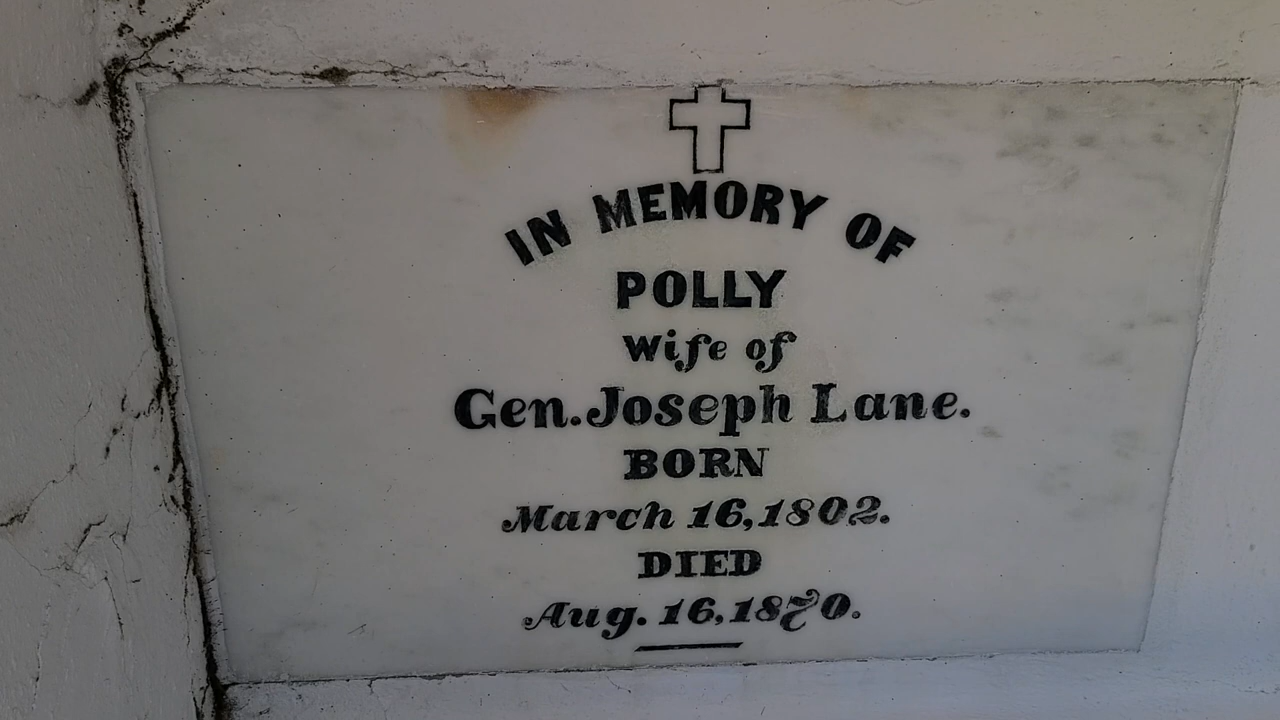 IN MEMORY OF
POLLY
Wife of
Gen. Joseph Lane.
BORN
March 16, 1802.
DIED
Aug. 16, 1870.